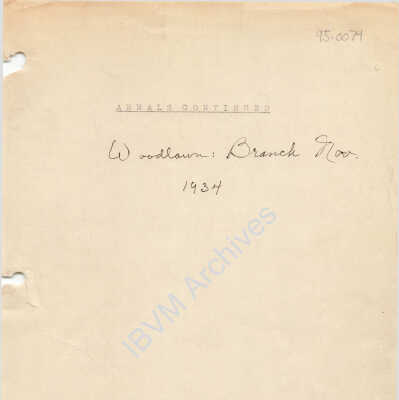 95-0079
ANNALS CONTINUED
Woodlawn: Branch Nov.
1934
IBVM Archives